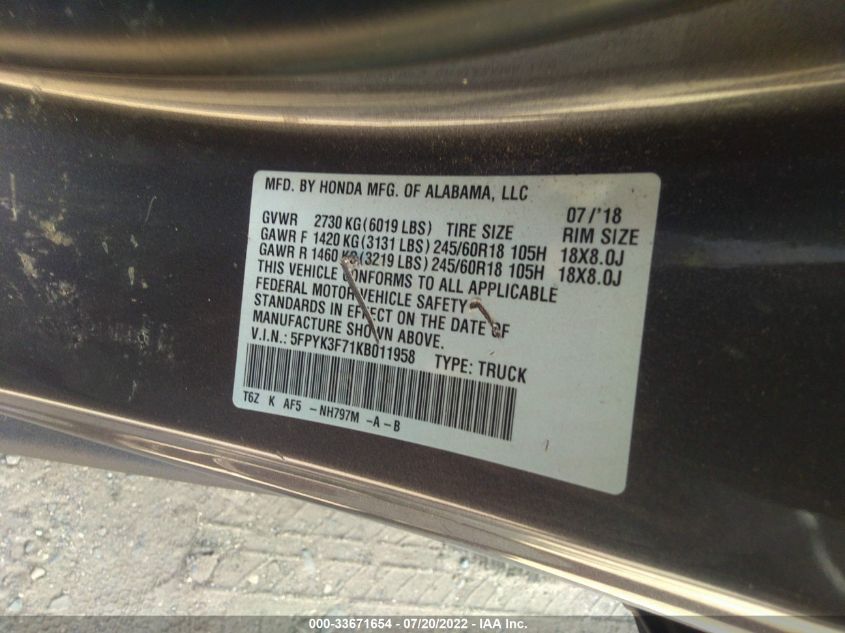 MFD. BY HONDA MFG. OF ALABAMA, LLC 07/'18
GVWR 2730 KG(6019 LBS) TIRE SIZE RIM SIZE
GAWR F 1420 KG(3131 LBS) 245/60R18 105H 18X8.0J
GAWR R 1460 KG(3219 LBS) 245/60R18 105H 18X8.0J
THIS VEHICLE CONFORMS TO ALL APPLICABLE
FEDERAL MOTOR VEHICLE SAFETY
STANDARDS IN EFFECT ON THE DATE OF
MANUFACTURE SHOWN ABOVE.
V.I.N.: 5FPYK3F71KB011958 TYPE: TRUCK
T6Z K AF5 -NH797M -A-B
000-33671654 - 07/20/2022 - IAA Inc.